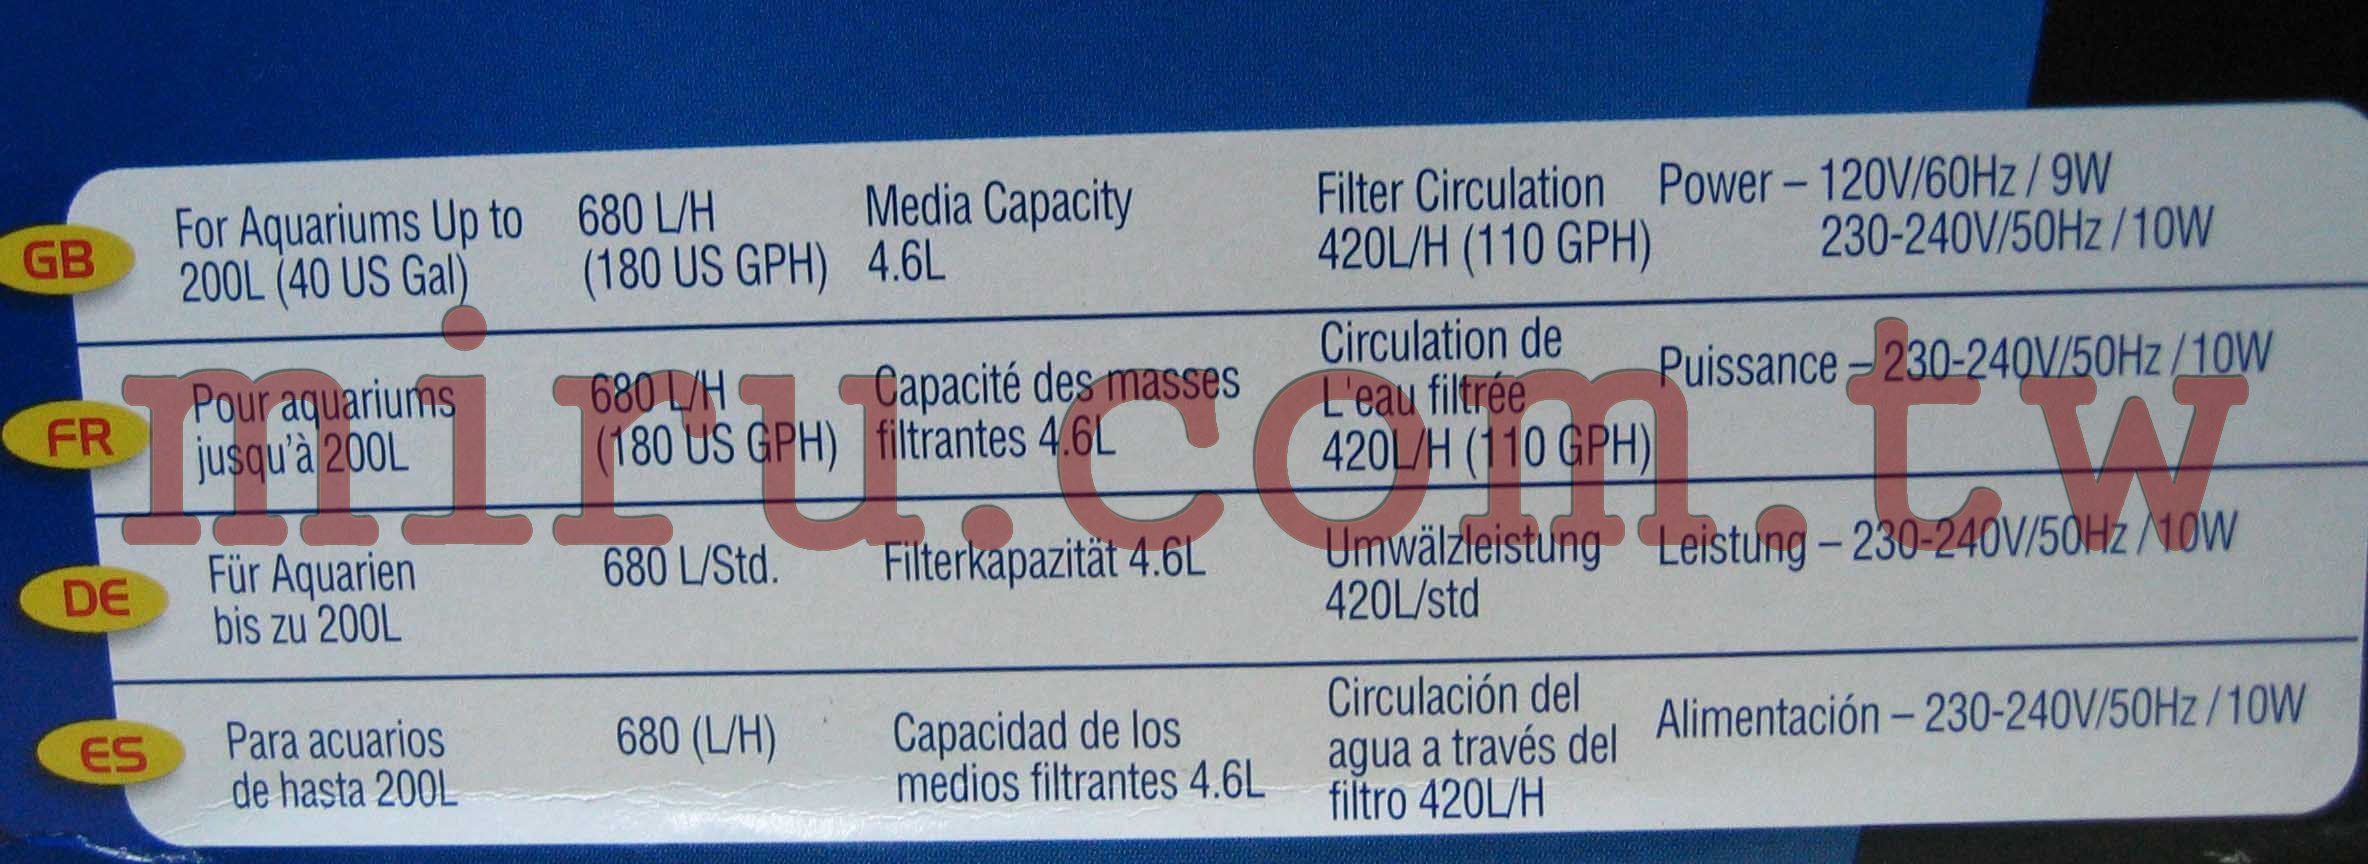 GB
For Aquariums Up to
200L (40 US Gal)
680 L/H
(180 US GPH)
Media Capacity
4.6L
Filter Circulation
420L/H (110 GPH)
Power – 120V/60Hz / 9W
230-240V/50Hz / 10W
FR
Pour aquariums
jusqu'à 200L
680 L/H
(180 US GPH)
Capacité des masses
filtrantes 4.6L
Circulation de
L'eau filtrée
420L/H (110 GPH)
Puissance – 230-240V/50Hz / 10W
miru.com.tw
DE
Für Aquarien
bis zu 200L
680 L/Std.
Filterkapazität 4.6L
Umwälzleistung
420L/std
Leistung – 230-240V/50Hz / 10W
ES
Para acuarios
de hasta 200L
680 (L/H)
Capacidad de los
medios filtrantes 4.6L
Circulación del
agua a través del
filtro 420L/H
Alimentación – 230-240V/50Hz / 10W